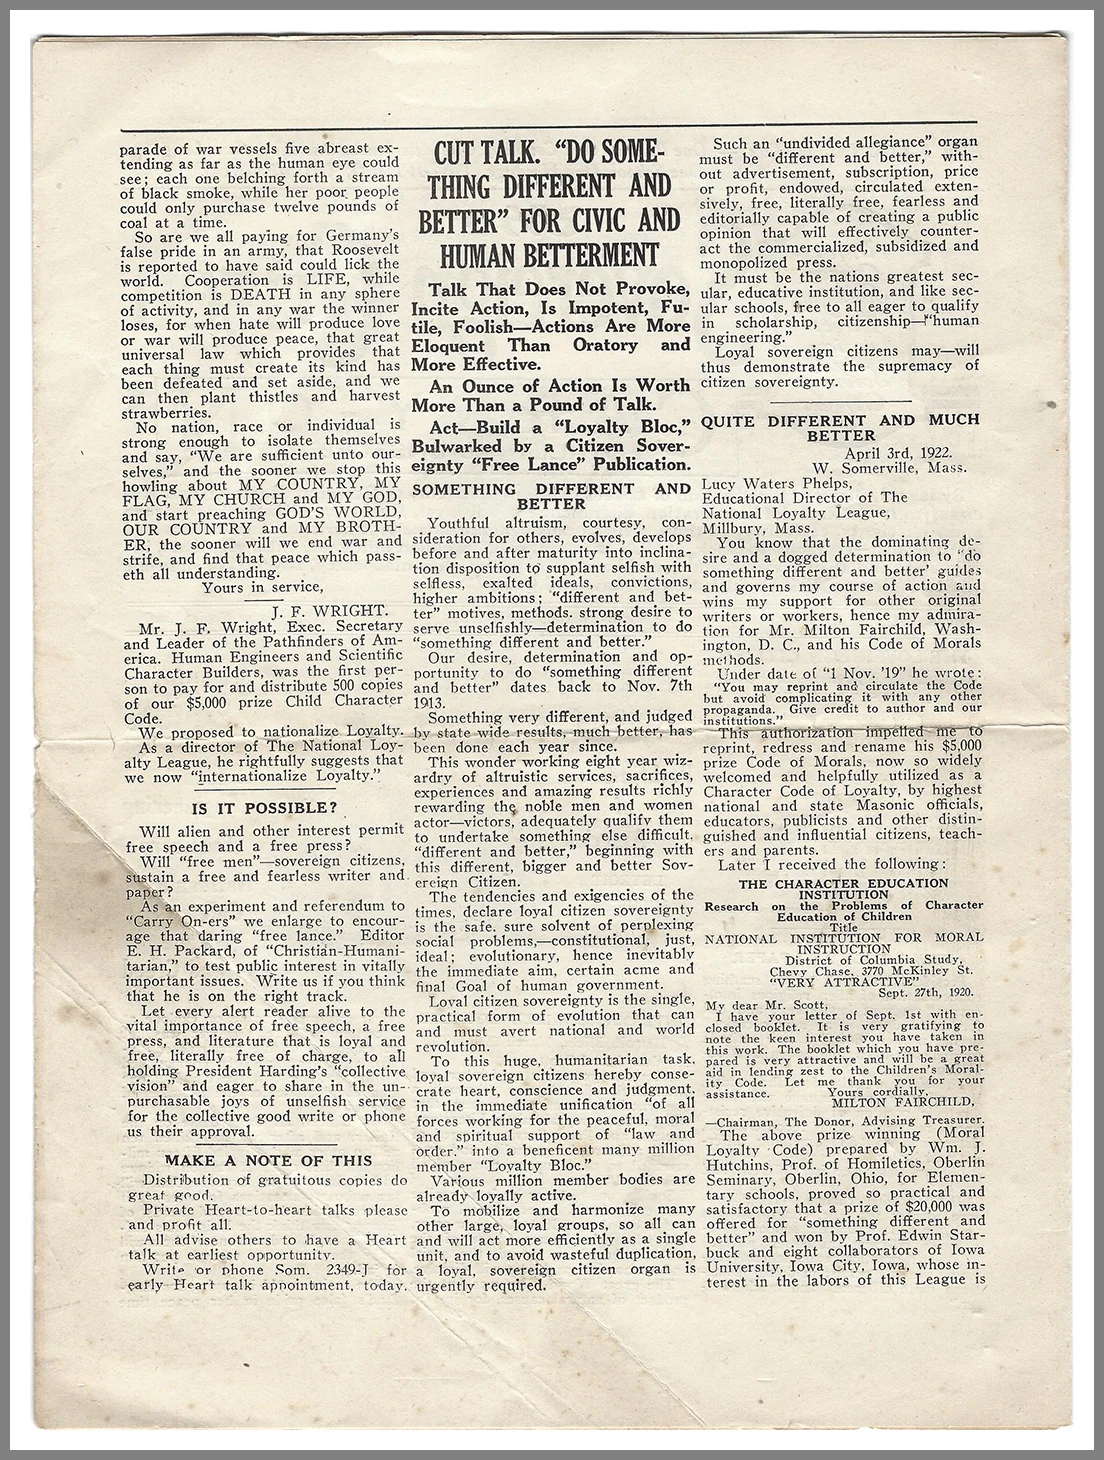 parade of war vessels five abreast ex-
tending as far as the human eye could
see; each one belching forth a stream
of black smoke, while her poor people
could only purchase twelve pounds of
coal at a time.
So are we all paying for Germany's
false pride in an army, that Roosevelt
is reported to have said could lick the
world. Cooperation is LIFE, while
competition is DEATH in any sphere
of activity, and in any war the winner
loses, for when hate will produce love
or war will produce peace, that great
universal law which provides that
each thing must create its kind has
been defeated and set aside, and we
can then plant thistles and harvest
strawberries.
No nation, race or individual is
strong enough to isolate themselves
and say, "We are sufficient unto our-
selves," and the sooner we stop this
howling about MY COUNTRY, MY
FLAG, MY CHURCH and MY GOD,
and start preaching GOD'S WORLD,
OUR COUNTRY and MY BROTH-
ER, the sooner will we end war and
strife, and find that peace which pass-
eth all understanding.
Yours in service,
J. F. WRIGHT.
Mr. J. F. Wright, Exec. Secretary
and Leader of the Pathfinders of Am-
erica. Human Engineers and Scientific
Character Builders, was the first per-
son to pay for and distribute 500 copies
of our $5,000 prize Child Character
Code.
We proposed to nationalize Loyalty.
As a director of The National Loy-
alty League, he rightfully suggests that
we now "internationalize Loyalty."
IS IT POSSIBLE?
Will alien and other interest permit
free speech and a free press?
Will "free men"—sovereign citizens,
sustain a free and fearless writer and
paper?
As an experiment and referendum to
"Carry On-ers" we enlarge to encour-
age that daring "free lance." Editor
E. H. Packard, of "Christian-Humani-
tarian," to test public interest in vitally
important issues. Write us if you think
that he is on the right track.
Let every alert reader alive to the
vital importance of free speech, a free
press, and literature that is loyal and
free, literally free of charge, to all
holding President Harding's "collective
vision" and eager to share in the un-
purchasable joys of unselfish service
for the collective good write or phone
us their approval.
MAKE A NOTE OF THIS
Distribution of gratuitous copies do
great good.
Private Heart-to-heart talks please
and profit all.
All advise others to have a Heart
talk at earliest opportunity.
Write or phone Som. 2349-J for
early Heart talk appointment, today.
CUT TALK. "DO SOME-
THING DIFFERENT AND
BETTER" FOR CIVIC AND
HUMAN BETTERMENT
Talk That Does Not Provoke,
Incite Action, Is Impotent, Fu-
tile, Foolish—Actions Are More
Eloquent Than Oratory and
More Effective.
An Ounce of Action Is Worth
More Than a Pound of Talk.
Act—Build a "Loyalty Bloc,"
Bulwarked by a Citizen Sover-
eignty "Free Lance" Publication.
SOMETHING DIFFERENT AND
BETTER
Youthful altruism, courtesy, con-
sideration for others, evolves, develops
before and after maturity into inclina-
tion disposition to supplant selfish with
selfless, exalted ideals, convictions,
higher ambitions; "different and bet-
ter" motives, methods. strong desire to
serve unselfishly—determination to do
"something different and better."
Our desire, determination and op-
portunity to do "something different
and better" dates back to Nov. 7th
1913.
Something very different, and judged
by state wide results, much better, has
been done each year since.
This wonder working eight year wiz-
ardry of altruistic services, sacrifices,
experiences and amazing results richly
rewarding the noble men and women
actor—victors, adequately qualify them
to undertake something else difficult.
"different and better," beginning with
this different, bigger and better Sov-
ereign Citizen.
The tendencies and exigencies of the
times, declare loyal citizen sovereignty
is the safe. sure solvent of perplexing
social problems,—constitutional, just,
ideal; evolutionary, hence inevitably
the immediate aim, certain acme and
final Goal of human government.
Loyal citizen sovereignty is the single,
practical form of evolution that can
and must avert national and world
revolution.
To this huge, humanitarian task,
loyal sovereign citizens hereby conse-
crate heart, conscience and judgment,
in the immediate unification "of all
forces working for the peaceful, moral
and spiritual support of "law and
order." into a beneficent many million
member "Loyalty Bloc."
Various million member bodies are
already loyally active.
To mobilize and harmonize many
other large, loyal groups, so all can
and will act more efficiently as a single
unit, and to avoid wasteful duplication,
a loyal, sovereign citizen organ is
urgently required.
Such an "undivided allegiance" organ
must be "different and better," with-
out advertisement, subscription, price
or profit, endowed, circulated exten-
sively, free, literally free, fearless and
editorially capable of creating a public
opinion that will effectively counter-
act the commercialized, subsidized and
monopolized press.
It must be the nations greatest sec-
ular, educative institution, and like sec-
ular schools, free to all eager to qualify
in scholarship, citizenship—"human
engineering."
Loyal sovereign citizens may—will
thus demonstrate the supremacy of
citizen sovereignty.
QUITE DIFFERENT AND MUCH
BETTER
April 3rd, 1922.
W. Somerville, Mass.
Lucy Waters Phelps,
Educational Director of The
National Loyalty League,
Millbury, Mass.
You know that the dominating de-
sire and a dogged determination to "do
something different and better' guides
and governs my course of action and
wins my support for other original
writers or workers, hence my admira-
tion for Mr. Milton Fairchild, Wash-
ington, D. C., and his Code of Morals
methods.
Under date of "1 Nov. '19" he wrote:
"You may reprint and circulate the Code
but avoid complicating it with any other
propaganda. Give credit to author and our
institutions."
This authorization impelled me to
reprint, redress and rename his $5,000
prize Code of Morals, now so widely
welcomed and helpfully utilized as a
Character Code of Loyalty, by highest
national and state Masonic officials,
educators, publicists and other distin-
guished and influential citizens, teach-
ers and parents.
Later I received the following:
THE CHARACTER EDUCATION
INSTITUTION
Research on the Problems of Character
Education of Children
Title
NATIONAL INSTITUTION FOR MORAL
INSTRUCTION
District of Columbia Study,
Chevy Chase, 3770 McKinley St.
"VERY ATTRACTIVE"
Sept. 27th, 1920.
My dear Mr. Scott,
I have your letter of Sept. 1st with en-
closed booklet. It is very gratifying to
note the keen interest you have taken in
this work. The booklet which you have pre-
pared is very attractive and will be a great
aid in lending zest to the Children's Moral-
ity Code. Let me thank you for your
assistance. Yours cordially,
MILTON FAIRCHILD,
—Chairman, The Donor, Advising Treasurer.
The above prize winning (Moral
Loyalty Code) prepared by Wm. J.
Hutchins, Prof. of Homiletics, Oberlin
Seminary, Oberlin, Ohio, for Elemen-
tary schools, proved so practical and
satisfactory that a prize of $20,000 was
offered for "something different and
better" and won by Prof. Edwin Star-
buck and eight collaborators of Iowa
University, Iowa City, Iowa, whose in-
terest in the labors of this League is